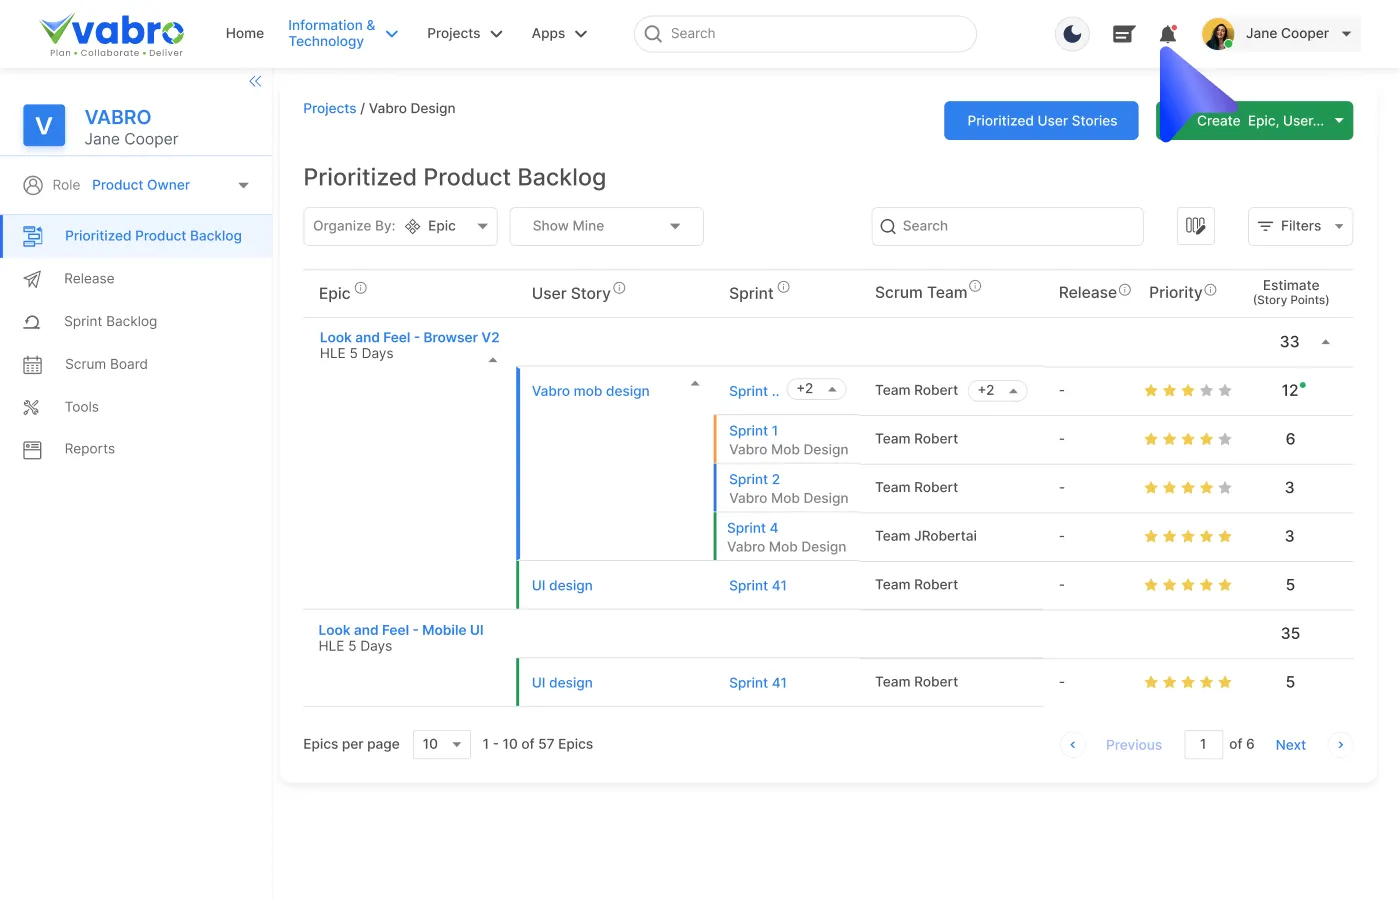 vabro
Plan • Collaborate • Deliver
Home
Information &
Technology
Projects
Apps
Search
Jane Cooper
V
VABRO
Jane Cooper
Role Product Owner
Prioritized Product Backlog
Release
Sprint Backlog
Scrum Board
Tools
Reports
Projects / Vabro Design
Prioritized User Stories
Create Epic, User...
Prioritized Product Backlog
Organize By: Epic
Show Mine
Search
Filters
Epic User Story Sprint Scrum Team Release Priority Estimate
(Story Points)
Look and Feel - Browser V2 33
HLE 5 Days
Vabro mob design Sprint .. +2 Team Robert +2 - 12
Sprint 1
Vabro Mob Design Team Robert - 6
Sprint 2
Vabro Mob Design Team Robert - 3
Sprint 4
Vabro Mob Design Team JRobertai - 3
UI design Sprint 41 Team Robert - 5
Look and Feel - Mobile UI 35
HLE 5 Days
UI design Sprint 41 Team Robert - 5
Epics per page 10 1 - 10 of 57 Epics
Previous 1 of 6 Next